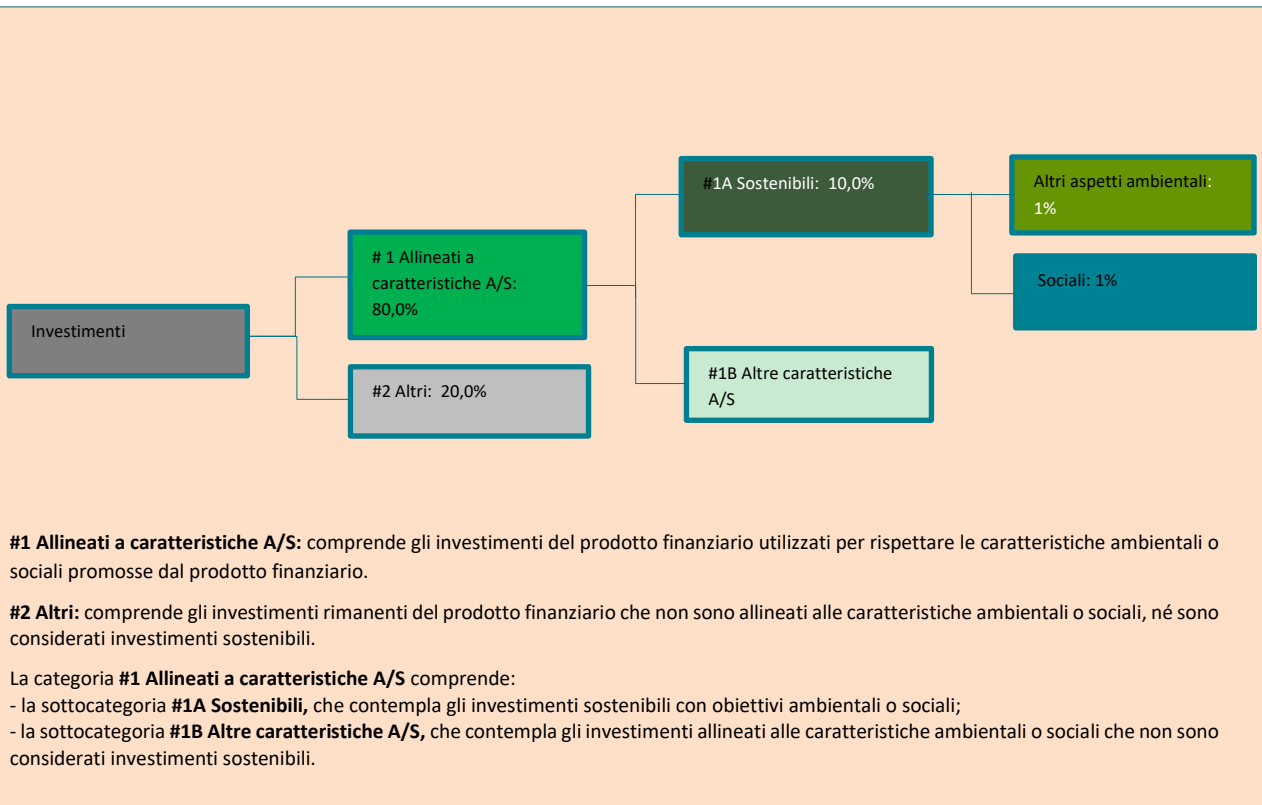 #1A Sostenibili: 10,0%
Altri aspetti ambientali:
1%
# 1 Allineati a
caratteristiche A/S:
80,0%
Sociali: 1%
Investimenti
#2 Altri: 20,0%
#1B Altre caratteristiche
A/S
#1 Allineati a caratteristiche A/S: comprende gli investimenti del prodotto finanziario utilizzati per rispettare le caratteristiche ambientali o
sociali promosse dal prodotto finanziario.
#2 Altri: comprende gli investimenti rimanenti del prodotto finanziario che non sono allineati alle caratteristiche ambientali o sociali, né sono
considerati investimenti sostenibili.
La categoria #1 Allineati a caratteristiche A/S comprende:
- la sottocategoria #1A Sostenibili, che contempla gli investimenti sostenibili con obiettivi ambientali o sociali;
- la sottocategoria #1B Altre caratteristiche A/S, che contempla gli investimenti allineati alle caratteristiche ambientali o sociali che non sono
considerati investimenti sostenibili.